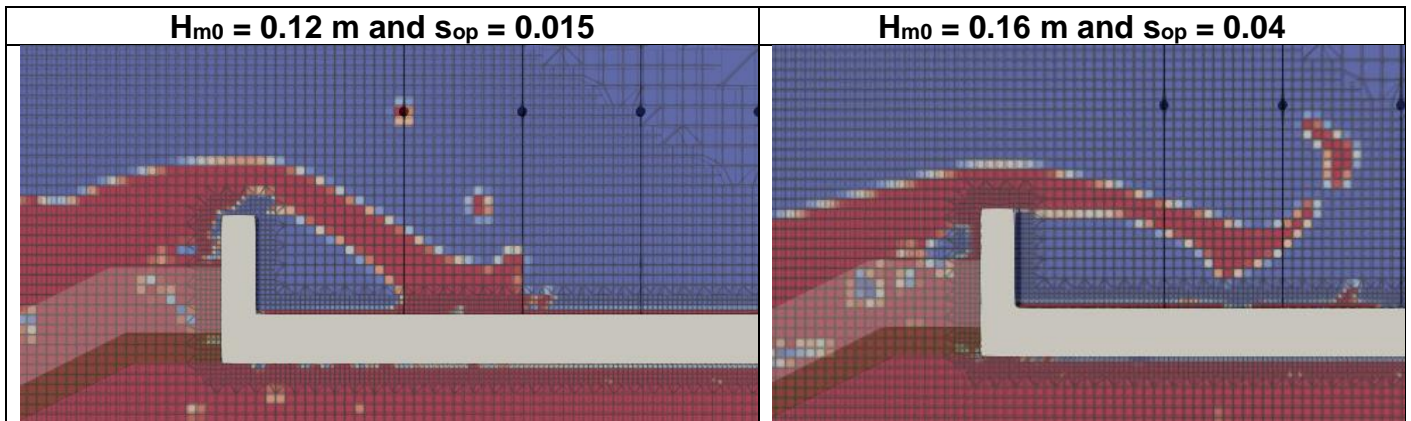 Hm0 = 0.12 m and sop = 0.015
Hm0 = 0.16 m and sop = 0.04